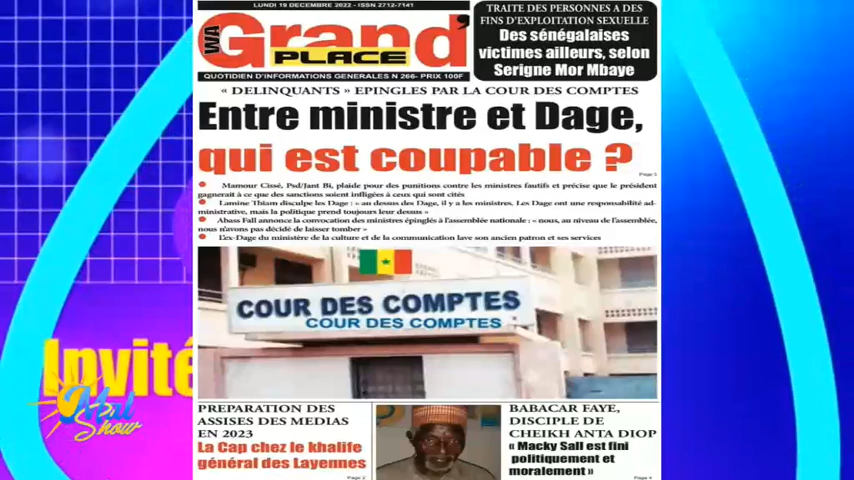 LUNDI 19 DECEMBRE 2022 - ISSN 2712-7141
WA
Grand'
PLACE
QUOTIDIEN D'INFORMATIONS GENERALES N 266- PRIX 100F
TRAITE DES PERSONNES A DES
FINS D'EXPLOITATION SEXUELLE
Des sénégalaises
victimes ailleurs, selon
Serigne Mor Mbaye
« DELINQUANTS » EPINGLES PAR LA COUR DES COMPTES
Entre ministre et Dage,
qui est coupable ?
Page 3
Mamour Cissé, Psd/Jant Bi, plaide pour des punitions contre les ministres fautifs et précise que le président
gagnerait à ce que des sanctions soient infligées à ceux qui sont cités
Lamine Thiam disculpe les Dage : « au dessus des Dage, il y a les ministres. Les Dage ont une responsabilité ad-
ministrative, mais la politique prend toujours leur dessus »
Abass Fall annonce la convocation des ministres épinglés à l'assemblée nationale : « nous, au niveau de l'assemblée,
nous n'avons pas décidé de laisser tomber »
L'ex-Dage du ministère de la culture et de la communication lave son ancien patron et ses services
COUR DES COMPTES
COUR DES COMPTES
Invité
Mal
Show
PREPARATION DES
ASSISES DES MEDIAS
EN 2023
La Cap chez le khalife
général des Layennes
Page 2
BABACAR FAYE,
DISCIPLE DE
CHEIKH ANTA DIOP
« Macky Sall est fini
politiquement et
moralement »
Page 4